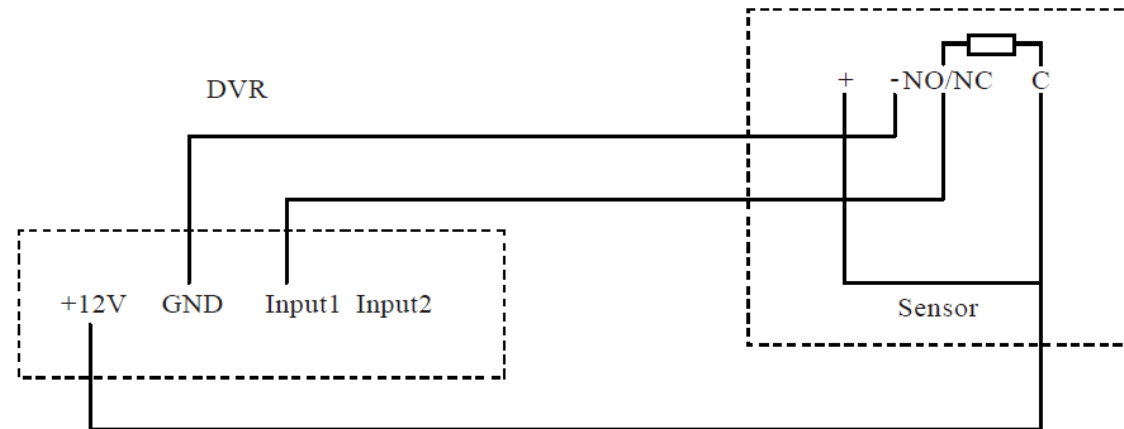 DVR
+ -NO/NC C
+12V GND Input1 Input2
Sensor